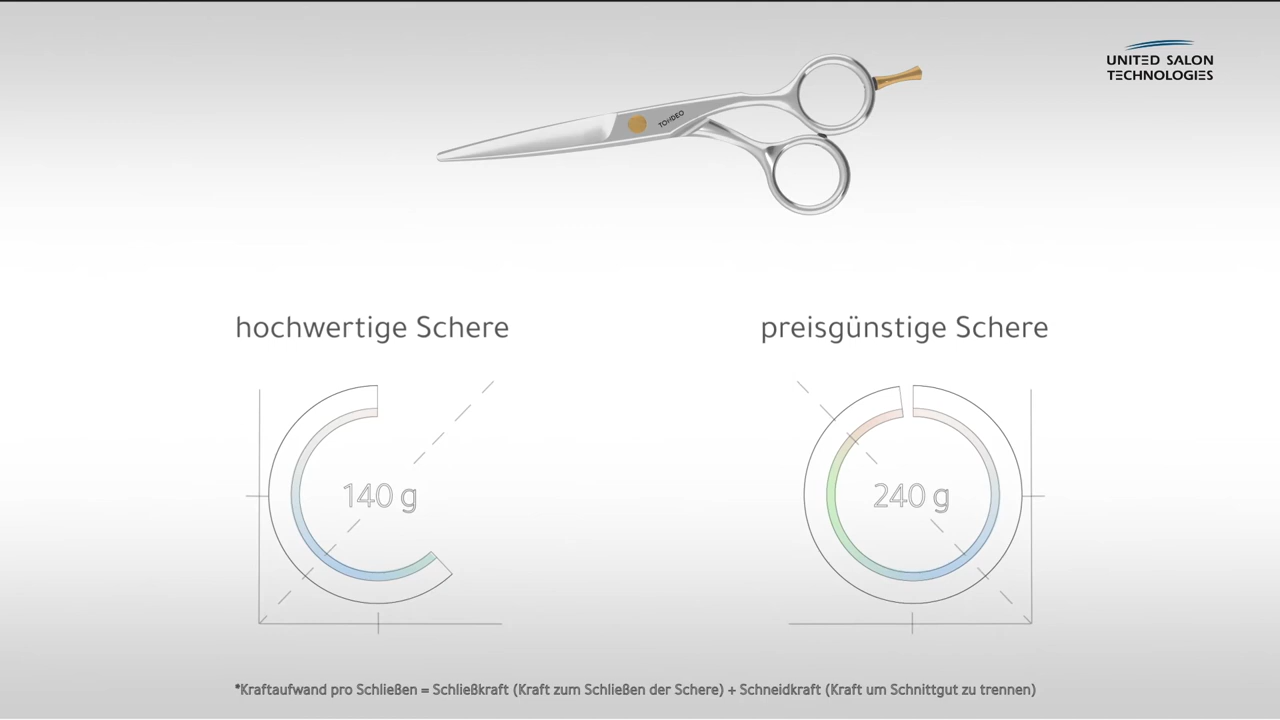 UNITED SALON
TECHNOLOGIES
TONDEO
hochwertige Schere
preisgünstige Schere
140 g
240 g
*Kraftaufwand pro Schließen = Schließkraft (Kraft zum Schließen der Schere) + Schneidkraft (Kraft um Schnittgut zu trennen)